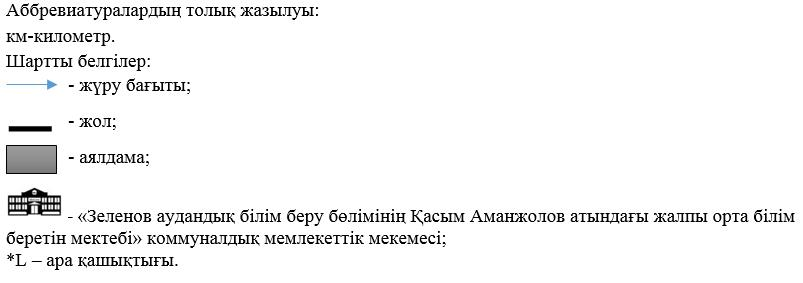 Аббревиатуралардың толық жазылуы:
км-километр.
Шартты белгілер:
- жүру бағыты;
- жол;
- аялдама;
- «Зеленов аудандық білім беру бөлімінің Қасым Аманжолов атындағы жалпы орта білім
беретін мектебі» коммуналдық мемлекеттік мекемесі;
*L – ара қашықтығы.